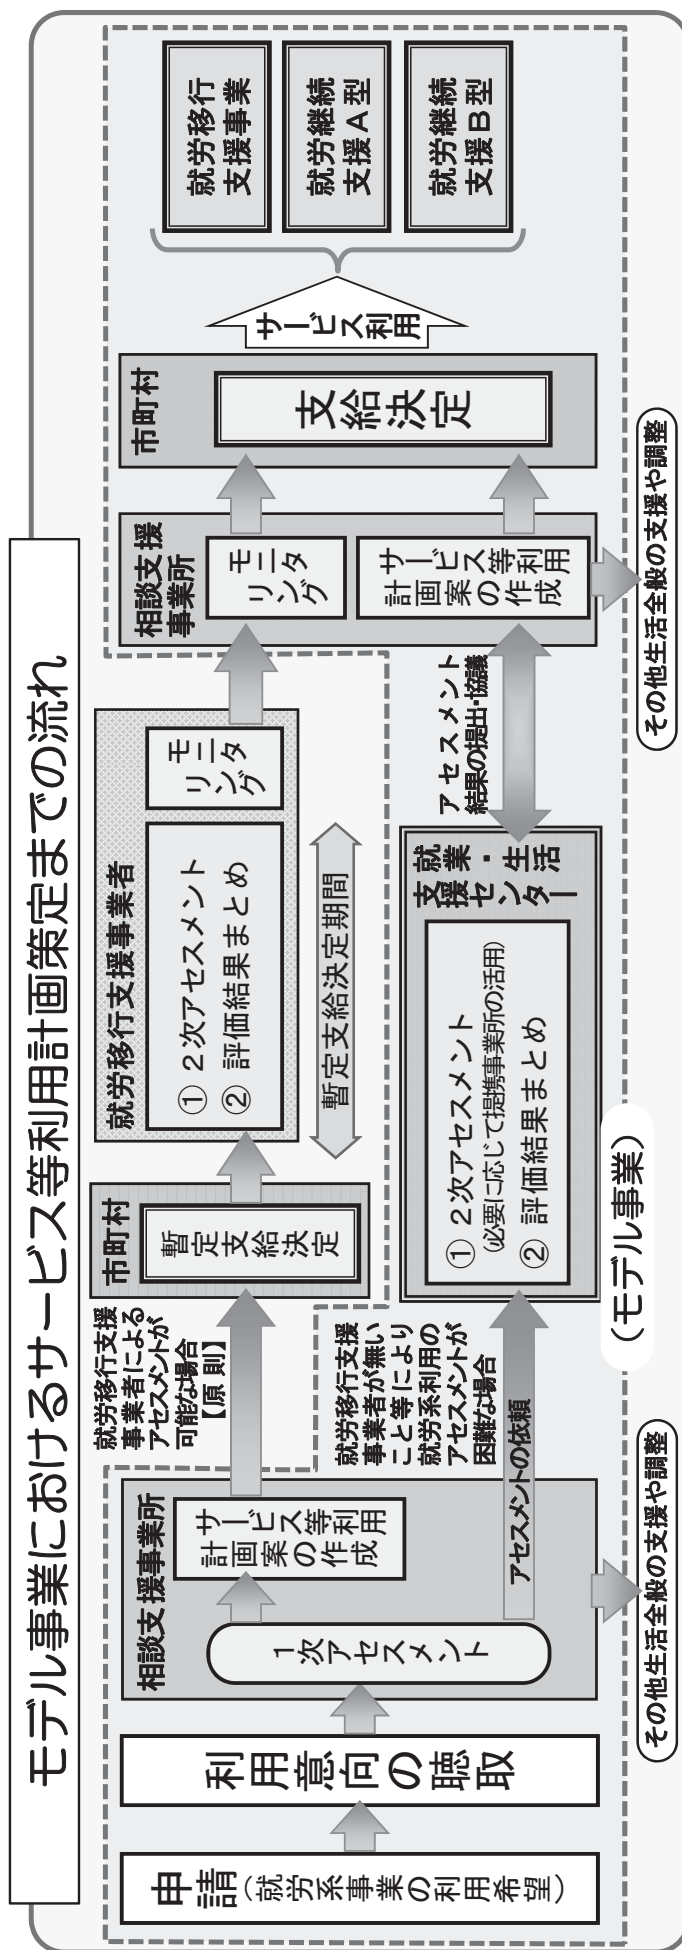 モデル事業におけるサービス等利用計画策定までの流れ
申請(就労系事業の利用希望)
利用意向の聴取
相談支援事業所
1次アセスメント
サービス等利用
計画案の作成
就労移行支援
事業者による
アセスメントが
可能な場合
【原則】
市町村
暫定支給決定
就労移行支援事業者
① 2次アセスメント
② 評価結果まとめ
モニタ
リング
暫定支給決定期間
就労移行支援
事業者が無い
こと等により
就労系利用の
アセスメントが
困難な場合
アセスメントの依頼
就業・生活
支援センター
① 2次アセスメント
(必要に応じて提携事業所の活用)
② 評価結果まとめ
(モデル事業)
アセスメント
結果の提出・協議
相談支援
事業所
モニタ
リング
サービス等利用
計画案の作成
市町村
支給決定
サービス利用
就労移行
支援事業
就労継続
支援A型
就労継続
支援B型
その他生活全般の支援や調整
その他生活全般の支援や調整